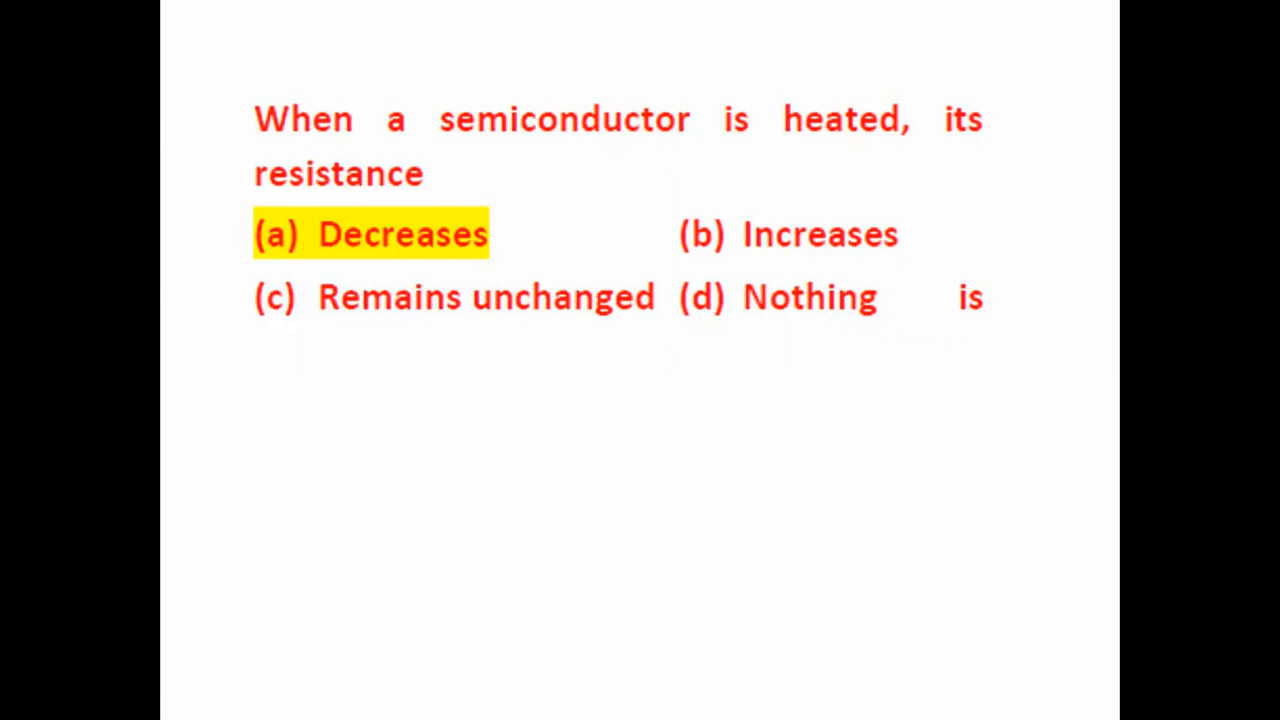 When a semiconductor is heated, its
resistance
(a) Decreases (b) Increases
(c) Remains unchanged (d) Nothing is